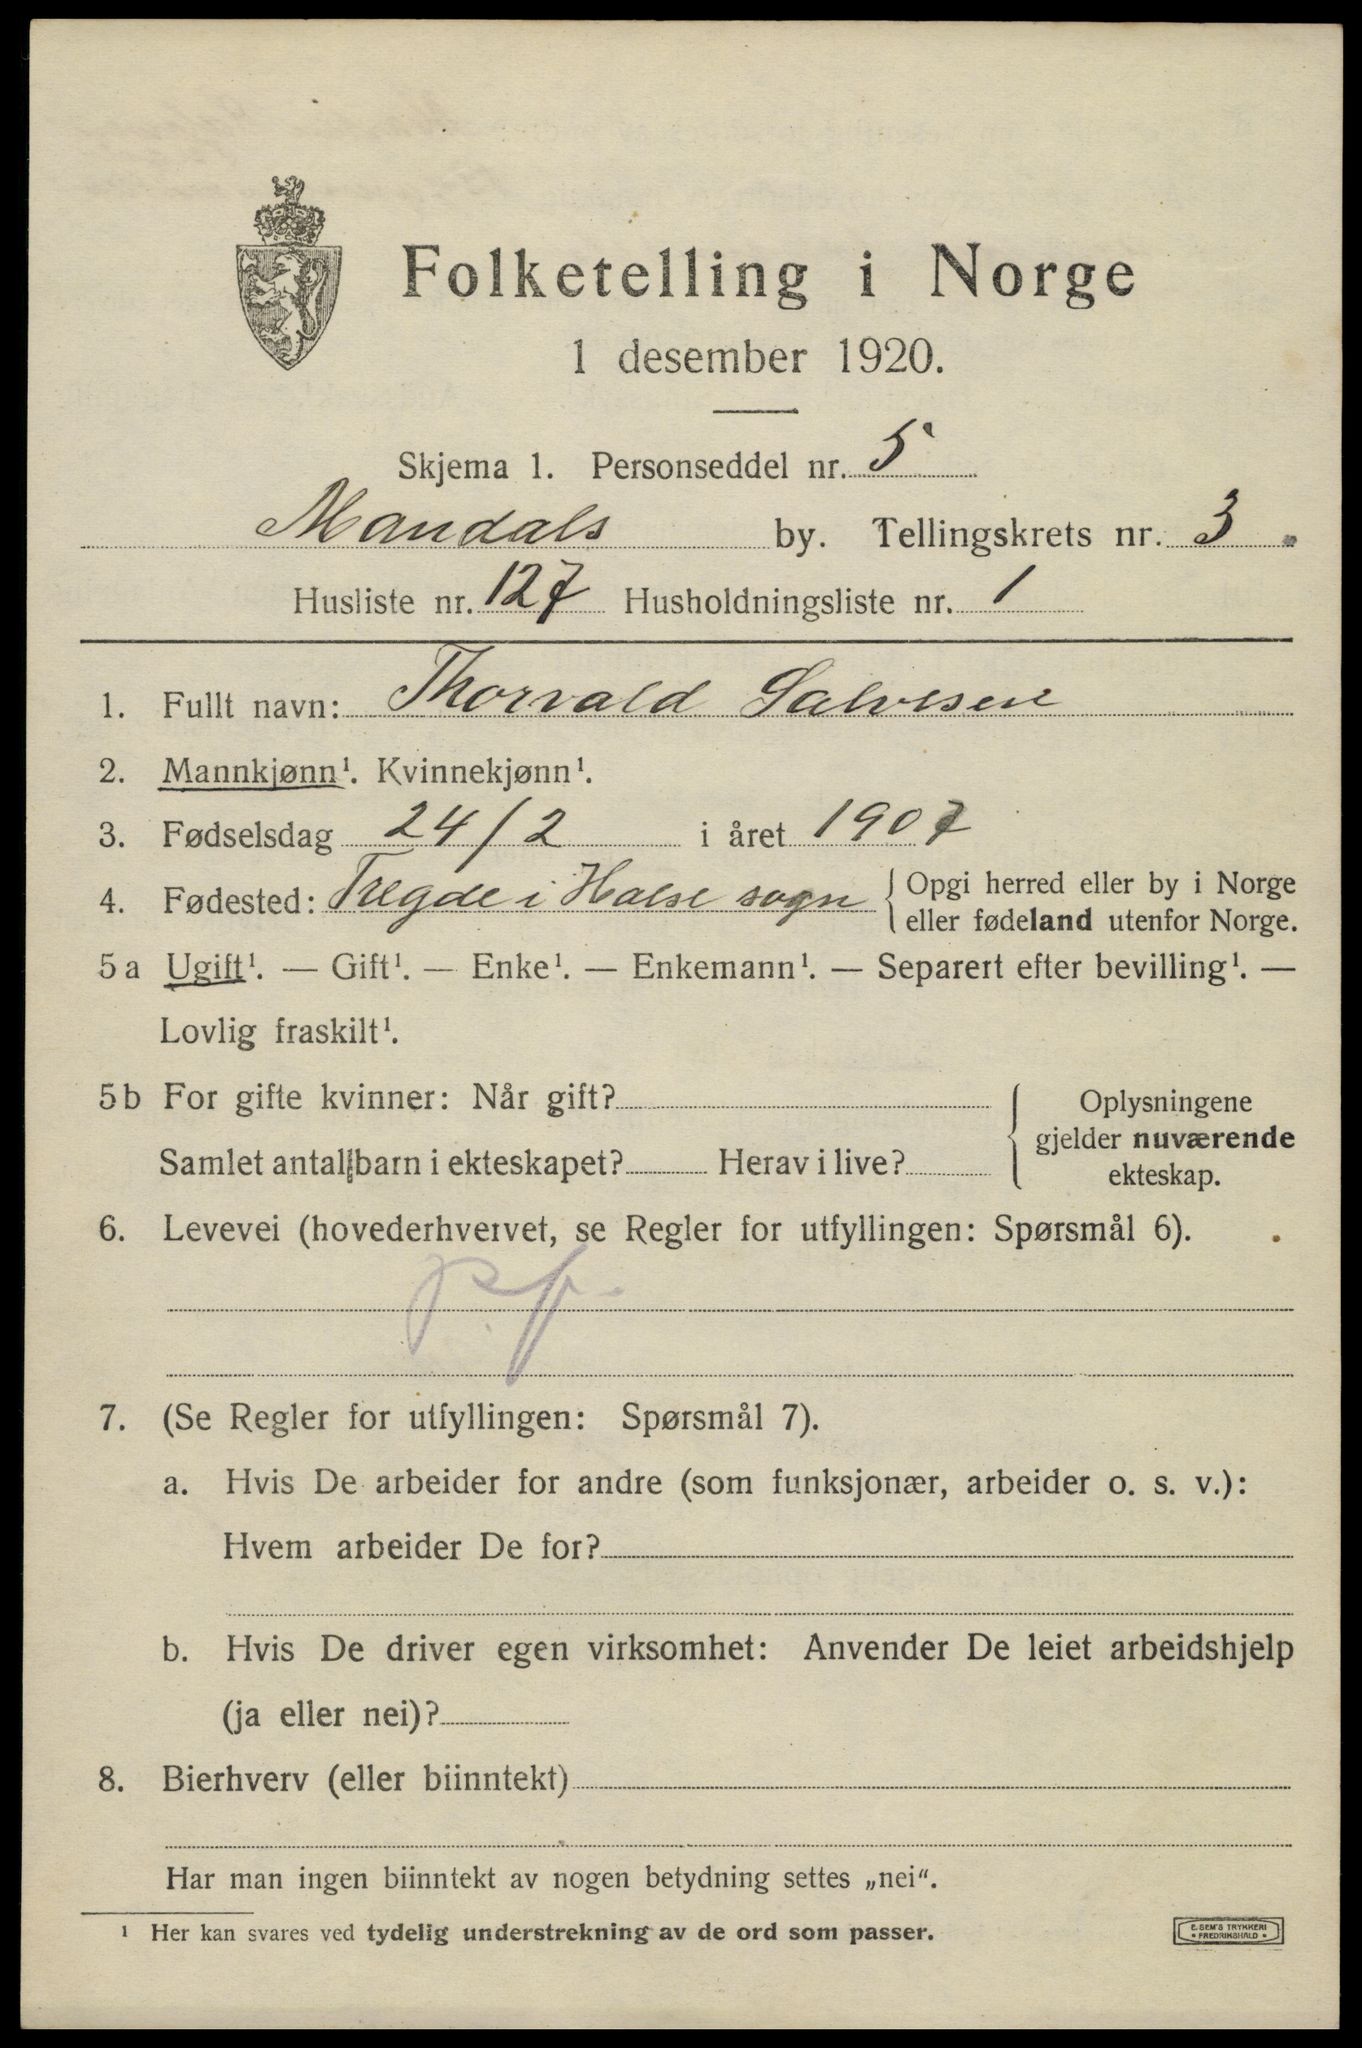 Folketelling i Norge
1 desember 1920.
Skjema 1. Personseddel nr. 5
Mandals by. Tellingskrets nr. 3.
Husliste nr. 127 Husholdningsliste nr. 1
1. Fullt navn: Thorvald Salvesen
2. Mannkjønn¹. Kvinnekjønn¹.
3. Fødselsdag 24/2 i året 1907
4. Fødested: Tregde i Halse sogn { Opgi herred eller by i Norge
eller fødeland utenfor Norge.
5 a Ugift¹. — Gift¹. — Enke¹. — Enkemann¹. — Separert efter bevilling¹. —
Lovlig fraskilt¹.
5 b For gifte kvinner: Når gift?
Samlet antal barn i ekteskapet? Herav i live?
Oplysningene
gjelder nuværende
ekteskap.
6. Levevei (hovederhvervet, se Regler for utfyllingen: Spørsmål 6).
7. (Se Regler for utfyllingen: Spørsmål 7).
a. Hvis De arbeider for andre (som funksjonær, arbeider o. s. v.):
Hvem arbeider De for?
b. Hvis De driver egen virksomhet: Anvender De leiet arbeidshjelp
(ja eller nei)?
8. Bierhverv (eller biinntekt)
Har man ingen biinntekt av nogen betydning settes „nei“.
¹ Her kan svares ved tydelig understrekning av de ord som passer.
E. SEM'S TRYKKERI
• FREDRIKSHALD •